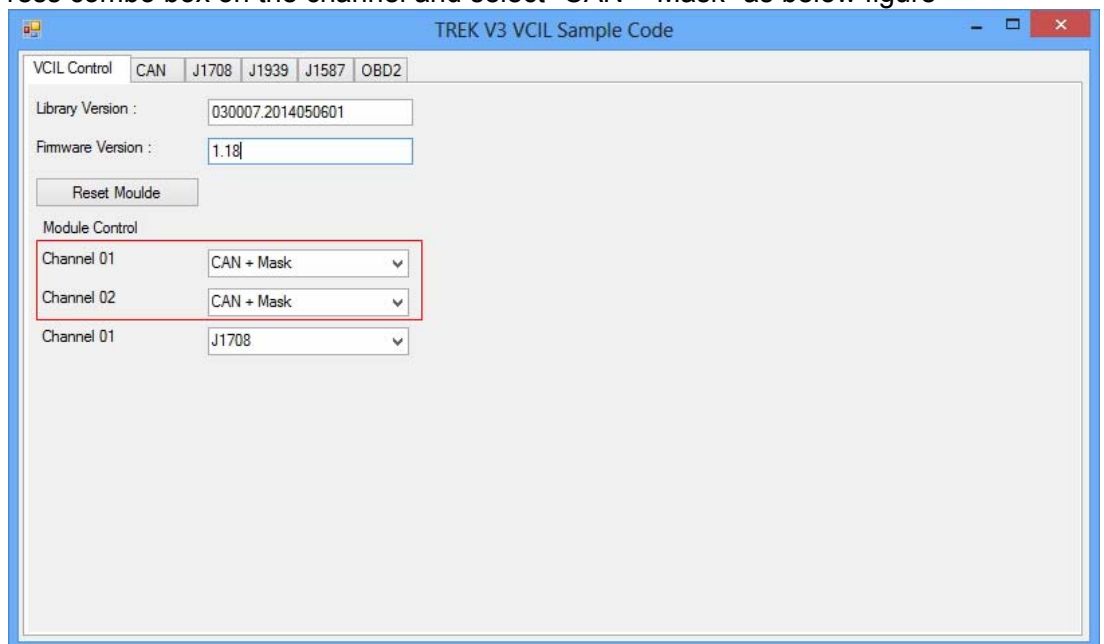 ress combo box on the channel and select "CAN + Mask" as below figure
TREK V3 VCIL Sample Code
VCIL Control CAN J1708 J1939 J1587 OBD2
Library Version : 030007.2014050601
Firmware Version : 1.18
Reset Moulde
Module Control
Channel 01 CAN + Mask
Channel 02 CAN + Mask
Channel 01 J1708